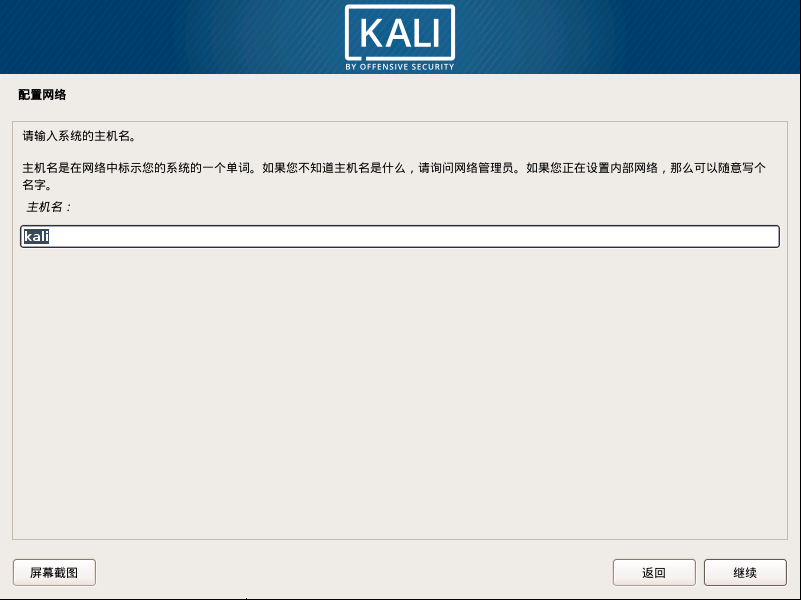 KALI
BY OFFENSIVE SECURITY
配置网络
请输入系统的主机名。
主机名是在网络中标示您的系统的一个单词。如果您不知道主机名是什么，请询问网络管理员。如果您正在设置内部网络，那么可以随意写个
名字。
主机名：
kali
屏幕截图
返回
继续